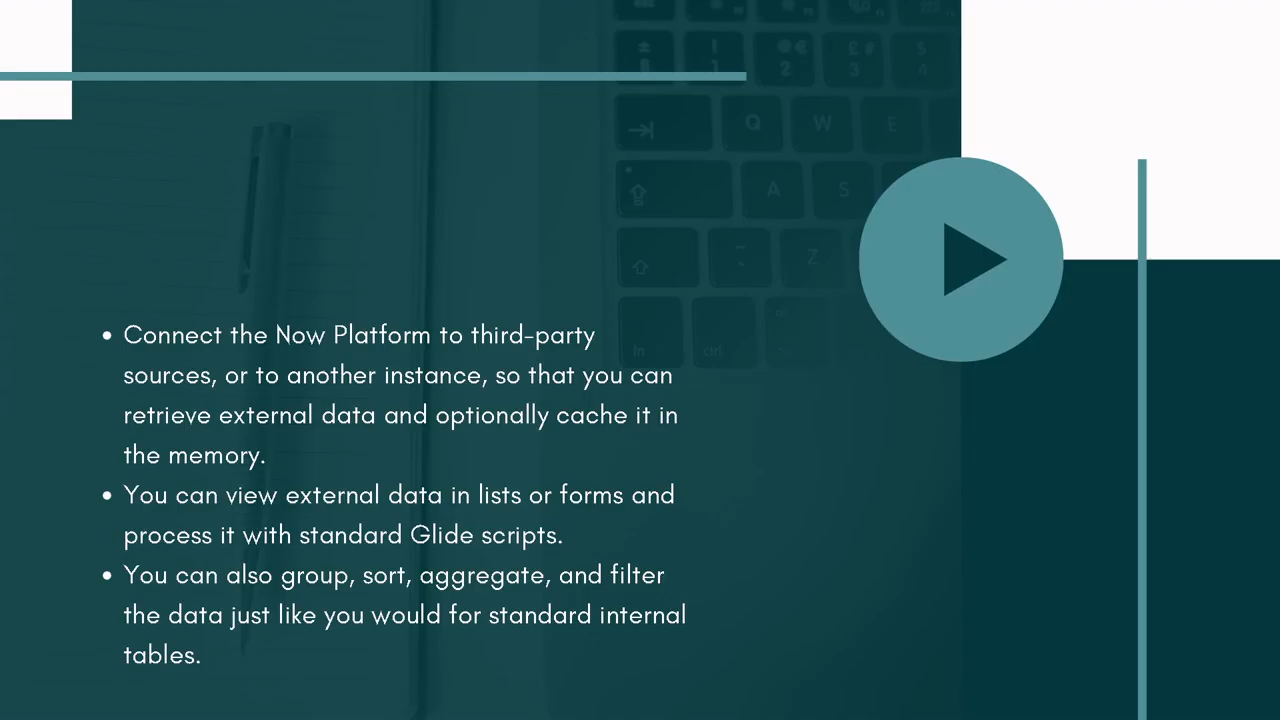 • Connect the Now Platform to third-party
sources, or to another instance, so that you can
retrieve external data and optionally cache it in
the memory.
• You can view external data in lists or forms and
process it with standard Glide scripts.
• You can also group, sort, aggregate, and filter
the data just like you would for standard internal
tables.